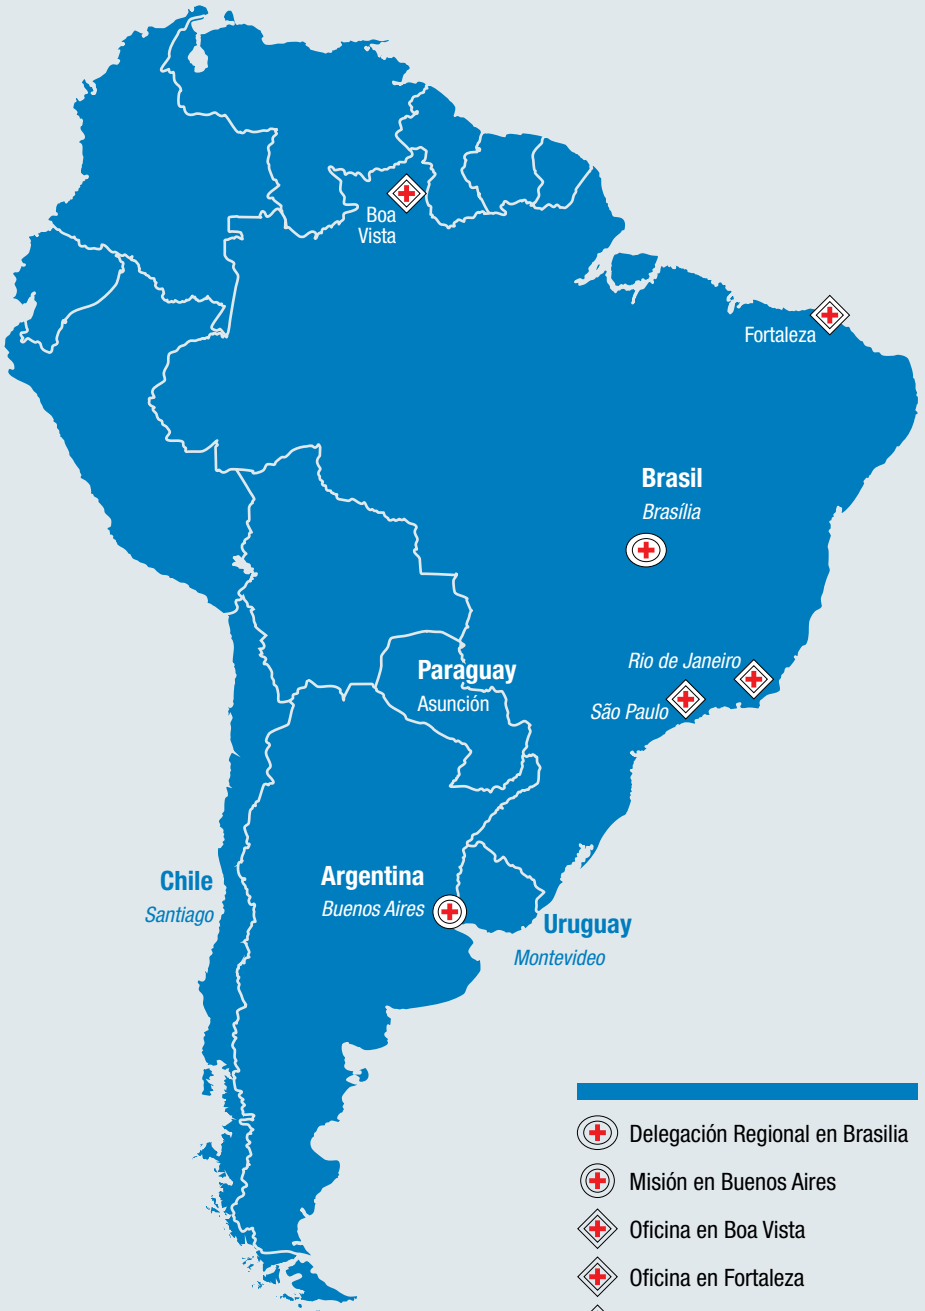 Boa
Vista
Fortaleza
Brasil
Brasília
Rio de Janeiro
São Paulo
Paraguay
Asunción
Chile
Santiago
Argentina
Buenos Aires
Uruguay
Montevideo
Delegación Regional en Brasilia
Misión en Buenos Aires
Oficina en Boa Vista
Oficina en Fortaleza